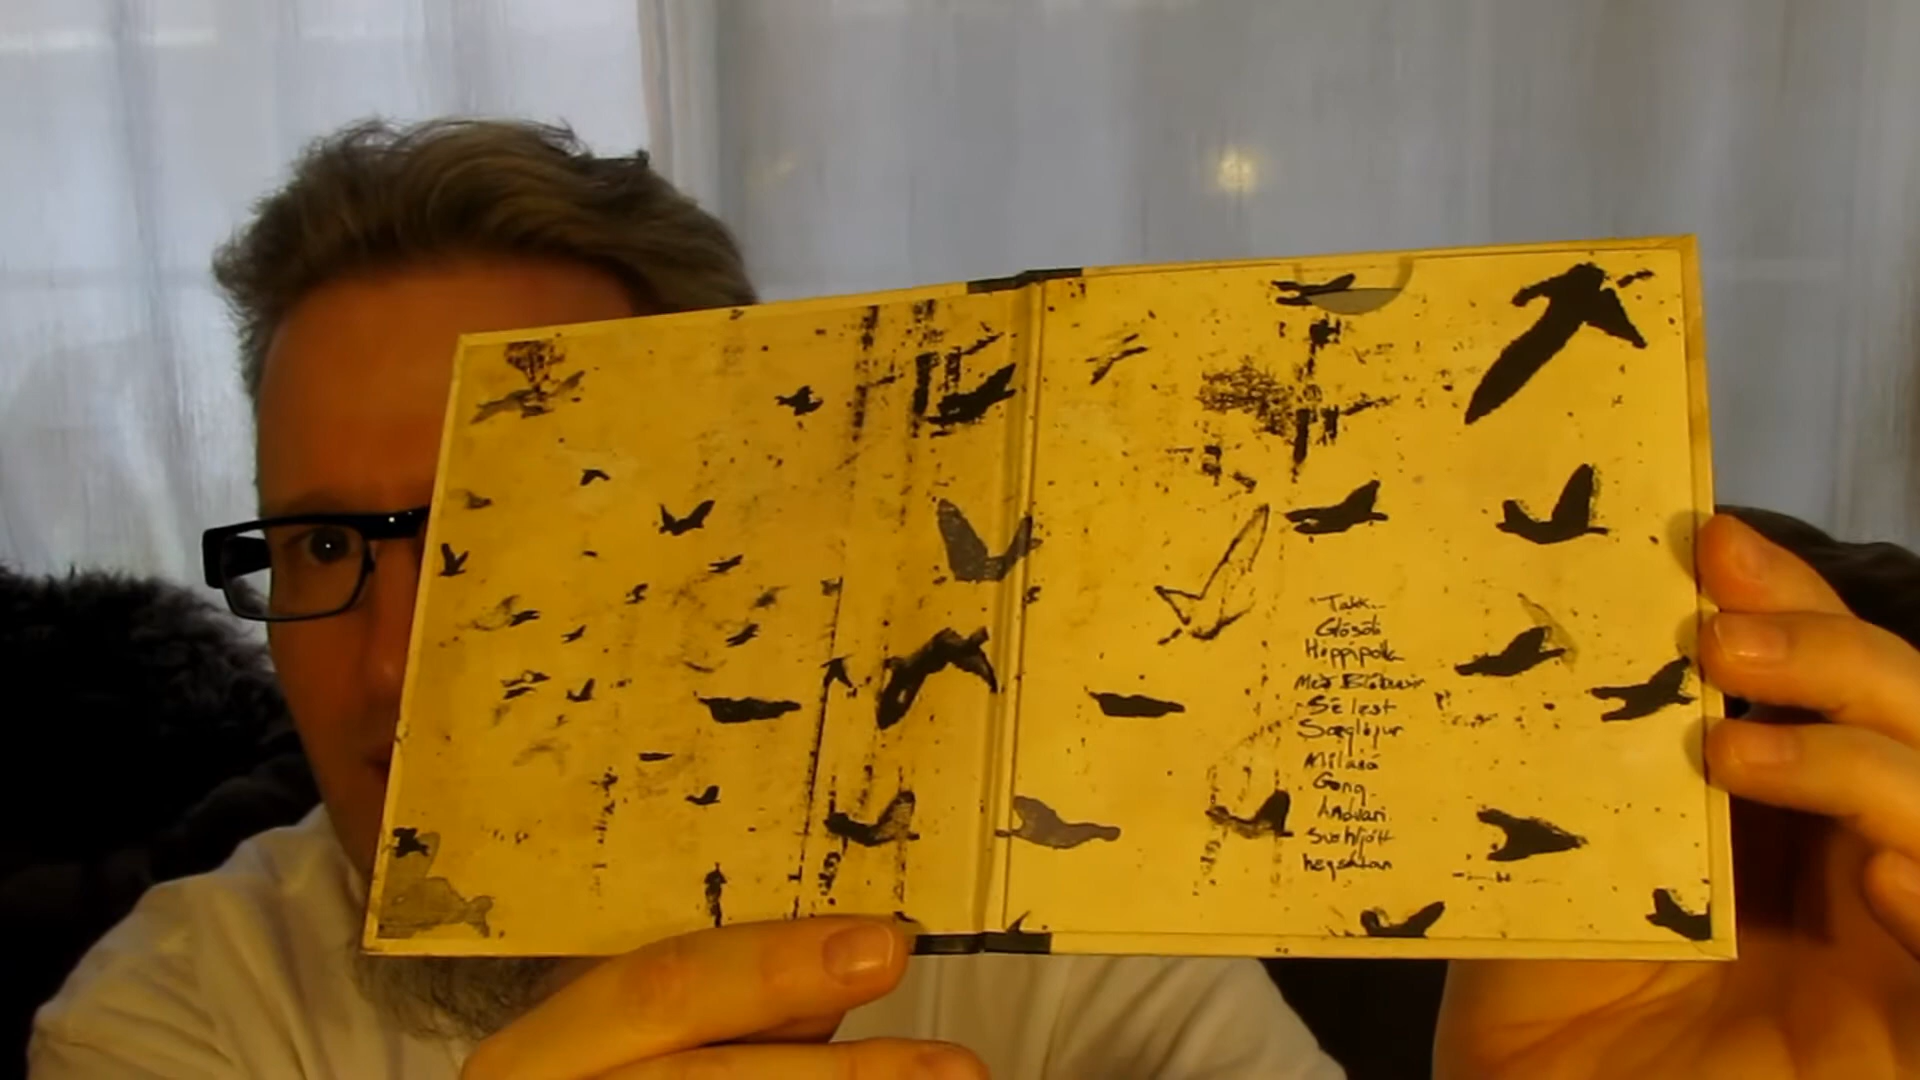 Takk...
Glósóli
Hoppípolla
Með Blóðnasir
Sé lest
Sæglópur
Mílanó
Gong
Andvari
Svo hljótt
heysátan